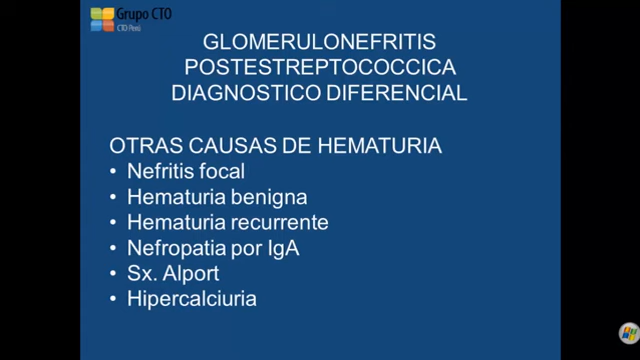 Grupo CTO
CTO Perú
GLOMERULONEFRITIS
POSTESTREPTOCOCCICA
DIAGNOSTICO DIFERENCIAL
OTRAS CAUSAS DE HEMATURIA
• Nefritis focal
• Hematuria benigna
• Hematuria recurrente
• Nefropatia por IgA
• Sx. Alport
• Hipercalciuria